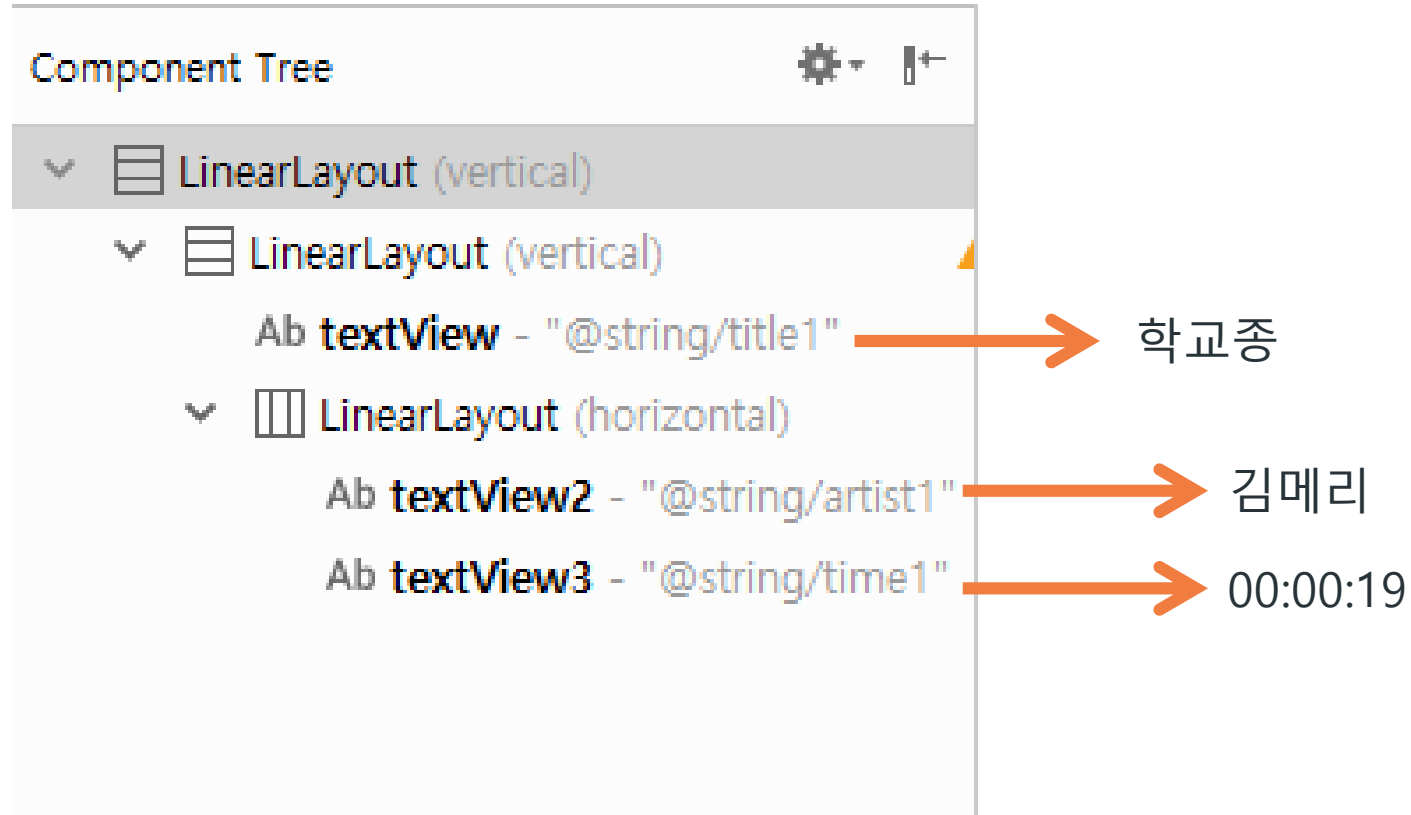 Component Tree
LinearLayout (vertical)
LinearLayout (vertical)
Ab textView - "@string/title1" 학교종
LinearLayout (horizontal)
Ab textView2 - "@string/artist1" 김메리
Ab textView3 - "@string/time1" 00:00:19